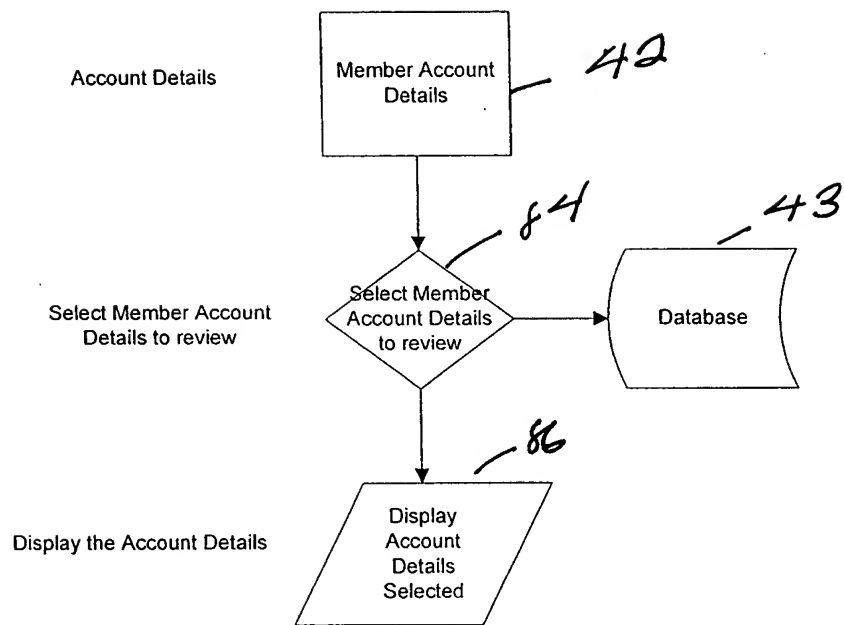 Account Details
Member Account
Details
42
84
43
Select Member Account
Details to review
Select Member
Account Details
to review
Database
86
Display the Account Details
Display
Account
Details
Selected